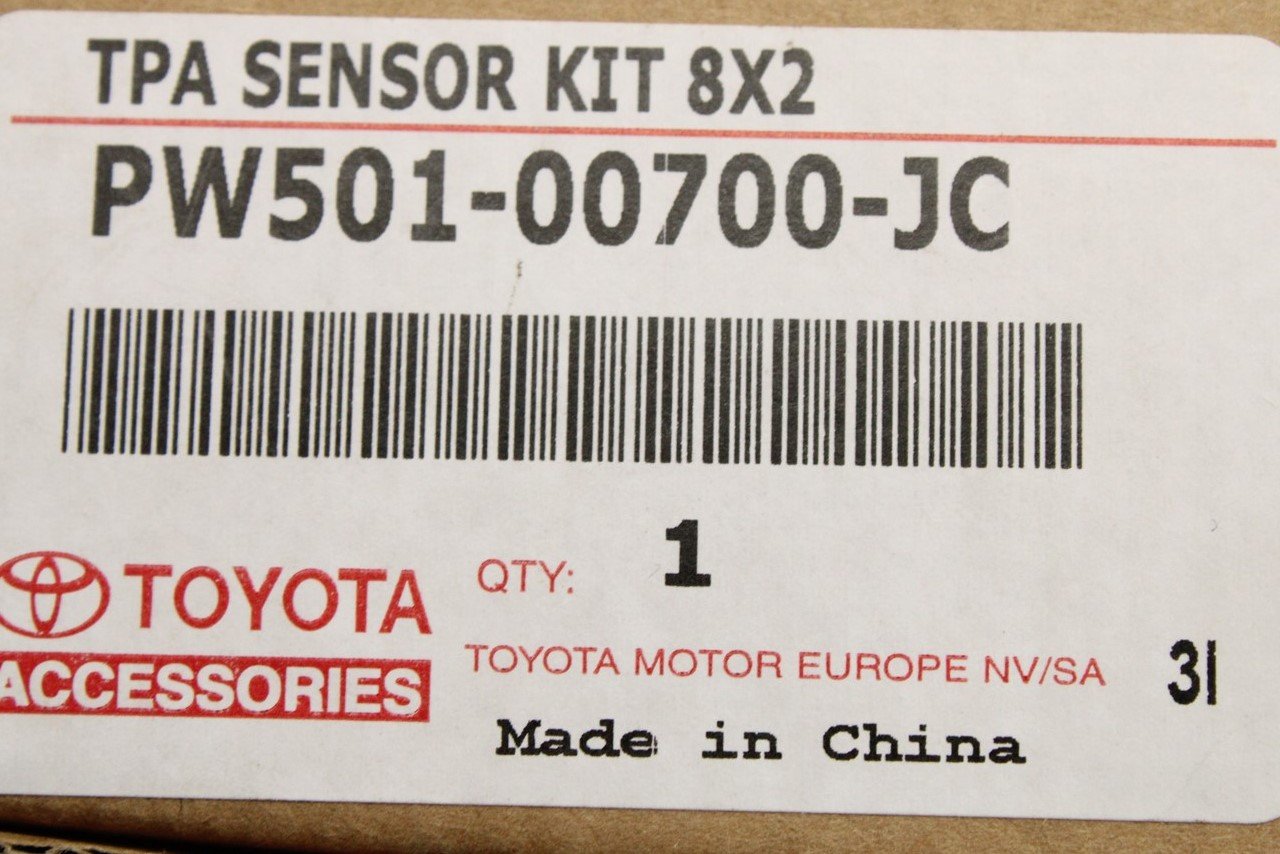 TPA SENSOR KIT 8X2
PW501-00700-JC
TOYOTA
ACCESSORIES
QTY: 1
TOYOTA MOTOR EUROPE NV/SA
3I
Made in China